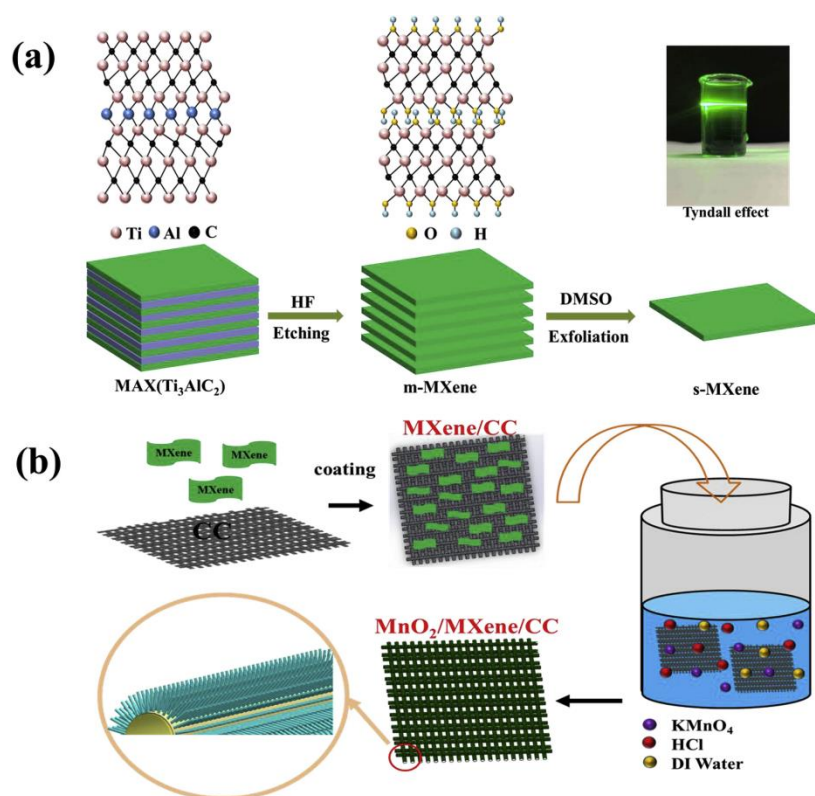 (a)
Ti Al C
O H
Tyndall effect
HF
Etching
DMSO
Exfoliation
MAX(Ti₃AlC₂)
m-MXene
s-MXene
(b)
MXene
MXene
MXene
CC
coating
MXene/CC
MnO₂/MXene/CC
KMnO₄
HCl
DI Water